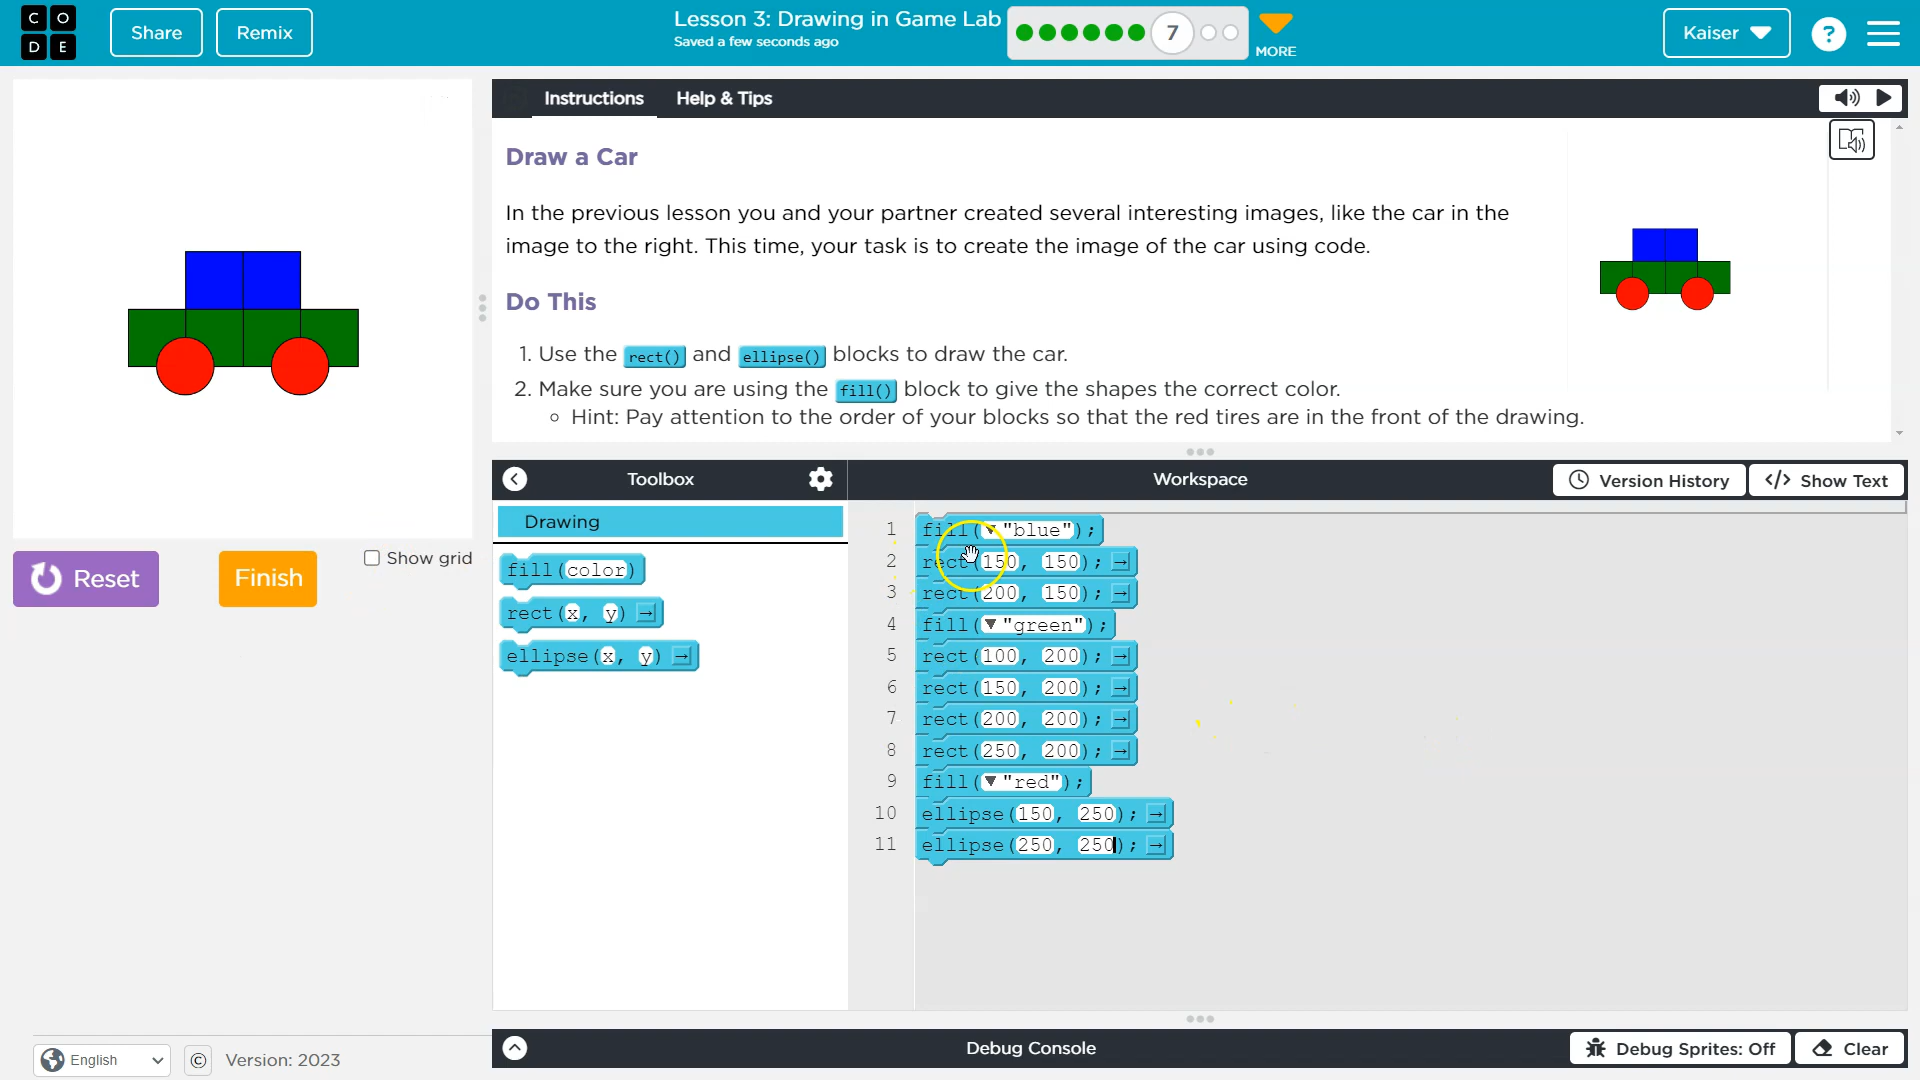 C O
D E
Share
Remix
Lesson 3: Drawing in Game Lab
Saved a few seconds ago
7
MORE
Kaiser
?
Instructions
Help & Tips
Draw a Car
In the previous lesson you and your partner created several interesting images, like the car in the
image to the right. This time, your task is to create the image of the car using code.
Do This
1. Use the rect() and ellipse() blocks to draw the car.
2. Make sure you are using the fill() block to give the shapes the correct color.
Hint: Pay attention to the order of your blocks so that the red tires are in the front of the drawing.
Reset
Finish
Show grid
Toolbox
Workspace
Version History
</> Show Text
Drawing
fill(color)
rect(x, y)
ellipse(x, y)
1 fill("blue");
2 rect(150, 150);
3 rect(200, 150);
4 fill("green");
5 rect(100, 200);
6 rect(150, 200);
7 rect(200, 200);
8 rect(250, 200);
9 fill("red");
10 ellipse(150, 250);
11 ellipse(250, 250);
English
©
Version: 2023
Debug Console
Debug Sprites: Off
Clear